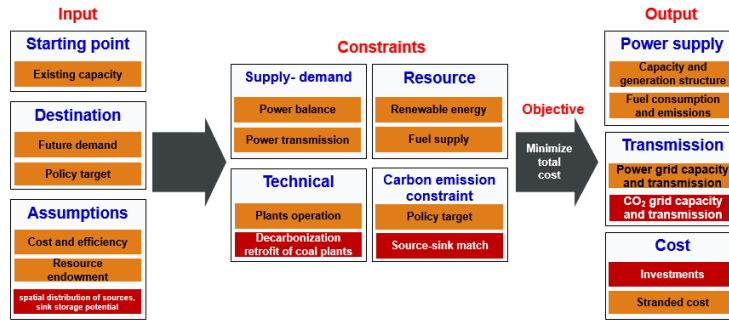 Input
Starting point
Existing capacity
Destination
Future demand
Policy target
Assumptions
Cost and efficiency
Resource
endowment
spatial distribution of sources,
sink storage potential
Constraints
Supply- demand
Power balance
Power transmission
Resource
Renewable energy
Fuel supply
Technical
Plants operation
Decarbonization
retrofit of coal plants
Carbon emission
constraint
Policy target
Source-sink match
Objective
Minimize
total
cost
Output
Power supply
Capacity and
generation structure
Fuel consumption
and emissions
Transmission
Power grid capacity
and transmission
CO₂ grid capacity
and transmission
Cost
Investments
Stranded cost